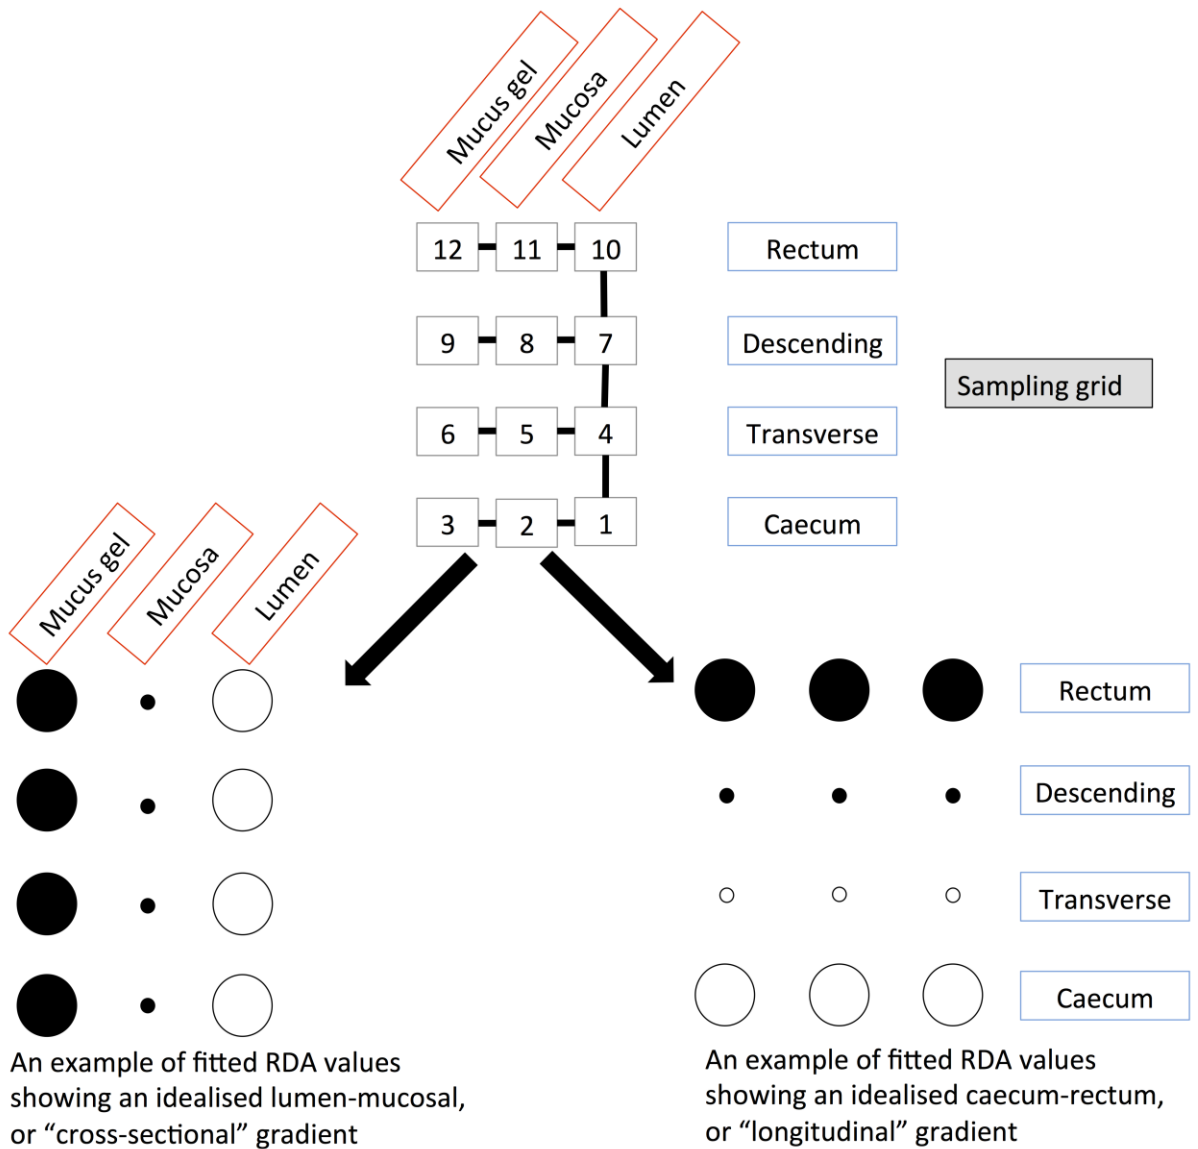 Mucus gel
Mucosa
Lumen
12 11 10 Rectum
9 8 7 Descending
Sampling grid
6 5 4 Transverse
3 2 1 Caecum
Mucus gel
Mucosa
Lumen
Rectum
Descending
Transverse
Caecum
An example of fitted RDA values
showing an idealised lumen-mucosal,
or “cross-sectional” gradient
An example of fitted RDA values
showing an idealised caecum-rectum,
or “longitudinal” gradient